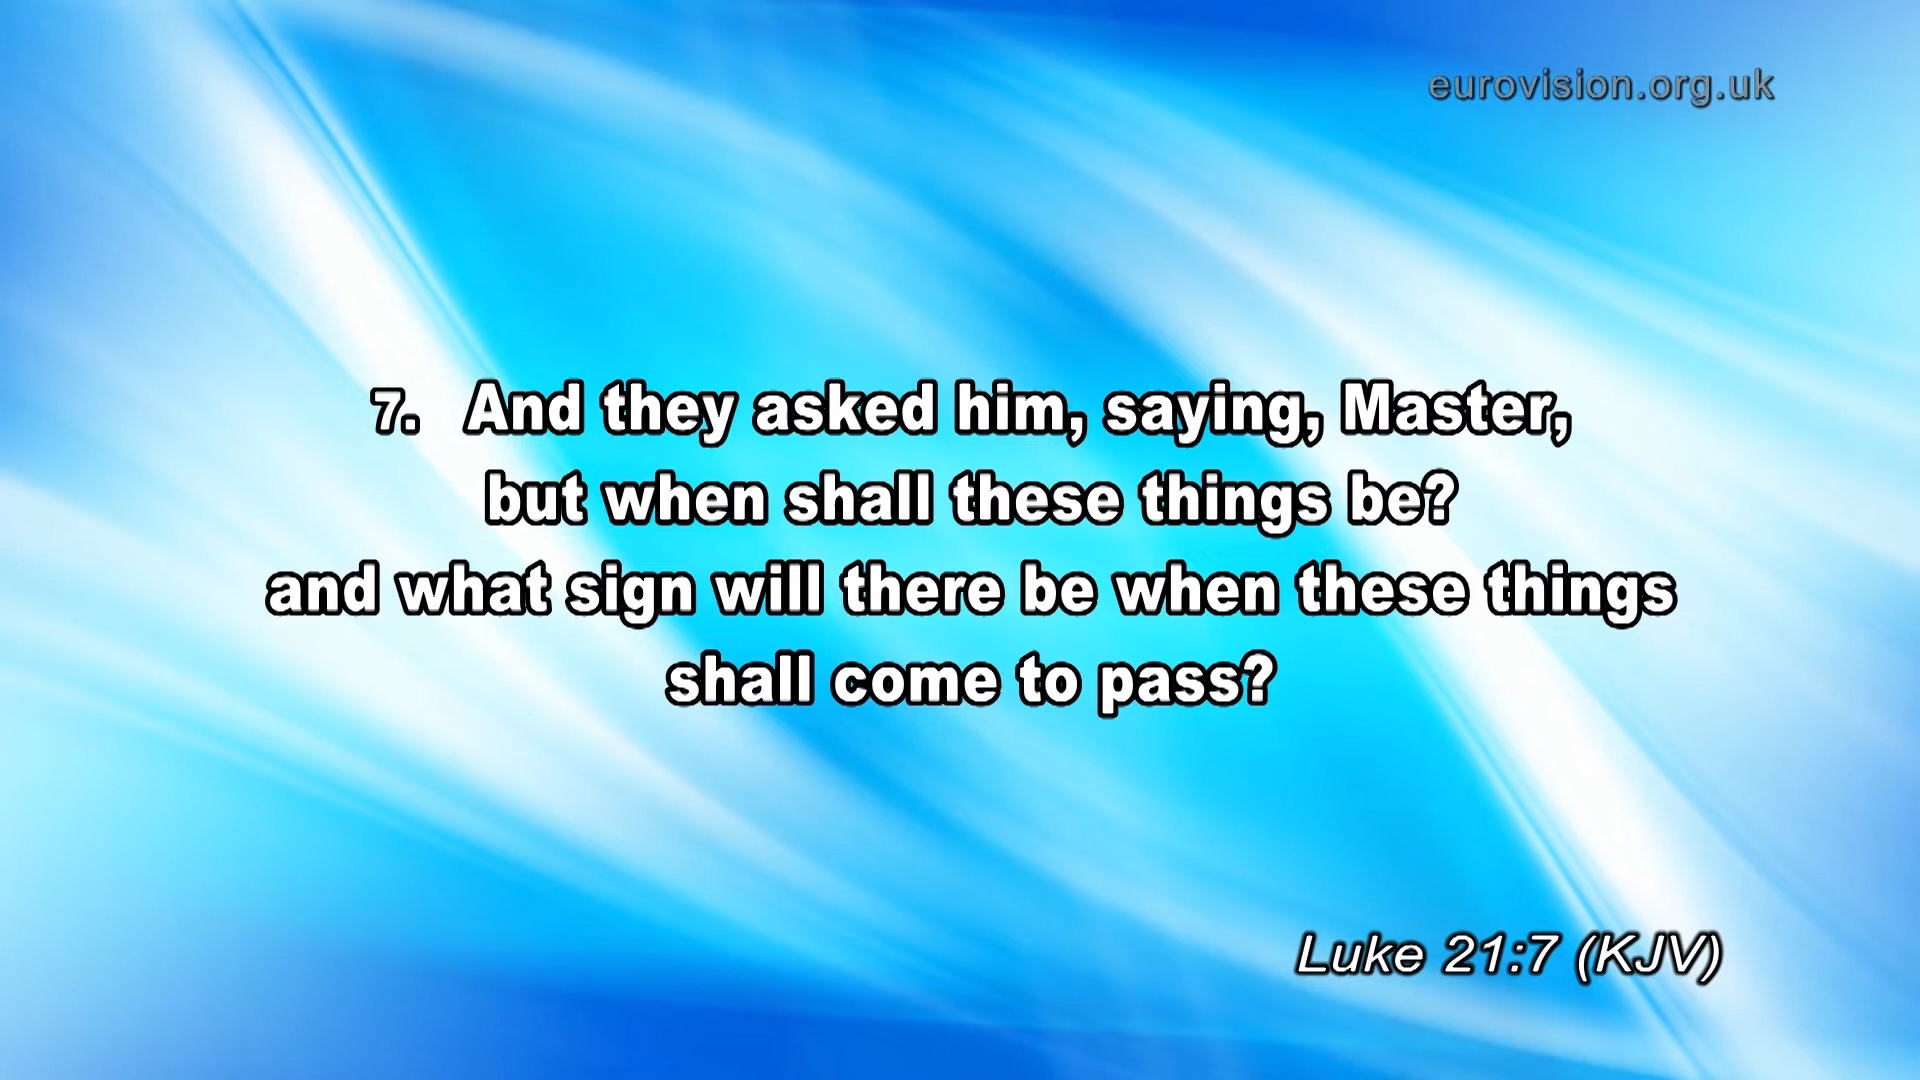 eurovision.org.uk
7. And they asked him, saying, Master,
but when shall these things be?
and what sign will there be when these things
shall come to pass?
Luke 21:7 (KJV)